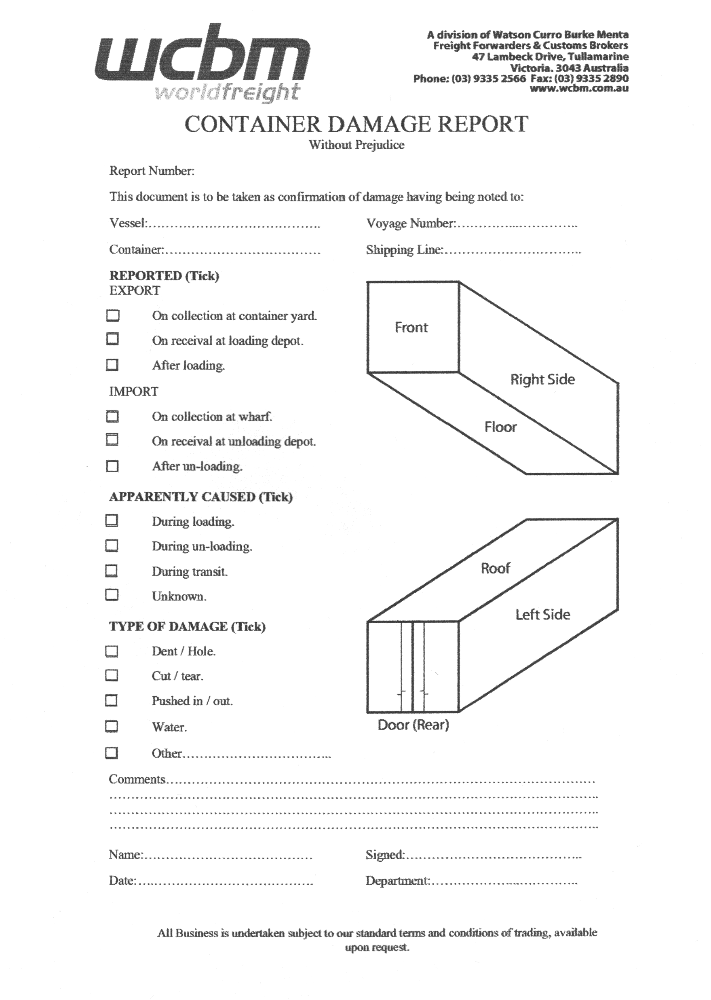 wcbm
worldfreight
A division of Watson Curro Burke Menta
Freight Forwarders & Customs Brokers
47 Lambeck Drive, Tullamarine
Victoria. 3043 Australia
Phone: (03) 9335 2566 Fax: (03) 9335 2890
www.wcbm.com.au
CONTAINER DAMAGE REPORT
Without Prejudice
Report Number:
This document is to be taken as confirmation of damage having being noted to:
Vessel:....................................... Voyage Number:............................
Container:.................................... Shipping Line:...............................
REPORTED (Tick)
EXPORT
On collection at container yard.
On receival at loading depot.
After loading.
IMPORT
On collection at wharf.
On receival at unloading depot.
After un-loading.
Front
Right Side
Floor
APPARENTLY CAUSED (Tick)
During loading.
During un-loading.
During transit.
Unknown.
TYPE OF DAMAGE (Tick)
Dent / Hole.
Cut / tear.
Pushed in / out.
Water.
Other..................................
Roof
Left Side
Door (Rear)
Comments..................................................................................................
................................................................................................................
................................................................................................................
................................................................................................................
Name:...................................... Signed:........................................
Date:........................................ Department:.................................
All Business is undertaken subject to our standard terms and conditions of trading, available
upon request.